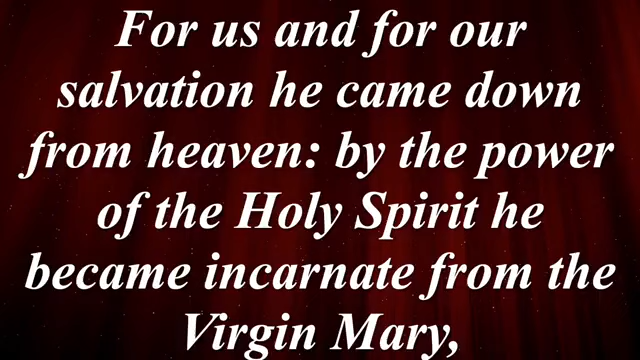 For us and for our
salvation he came down
from heaven: by the power
of the Holy Spirit he
became incarnate from the
Virgin Mary,